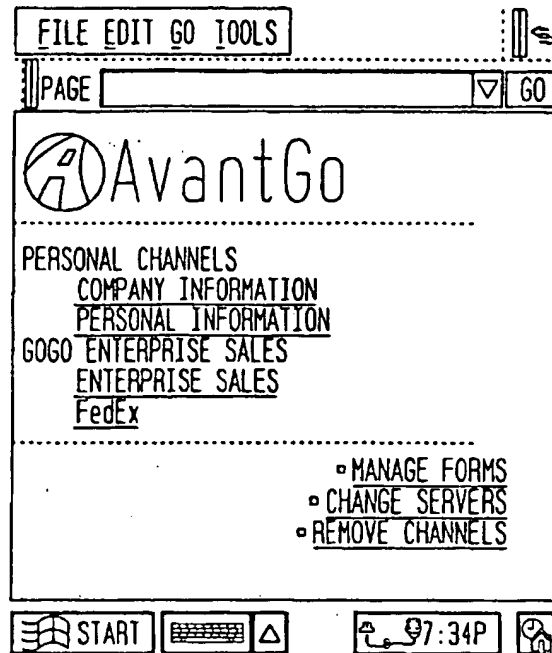 FILE EDIT GO TOOLS
PAGE GO
AvantGo
PERSONAL CHANNELS
COMPANY INFORMATION
PERSONAL INFORMATION
GOGO ENTERPRISE SALES
ENTERPRISE SALES
FedEx
MANAGE FORMS
CHANGE SERVERS
REMOVE CHANNELS
START 7:34P